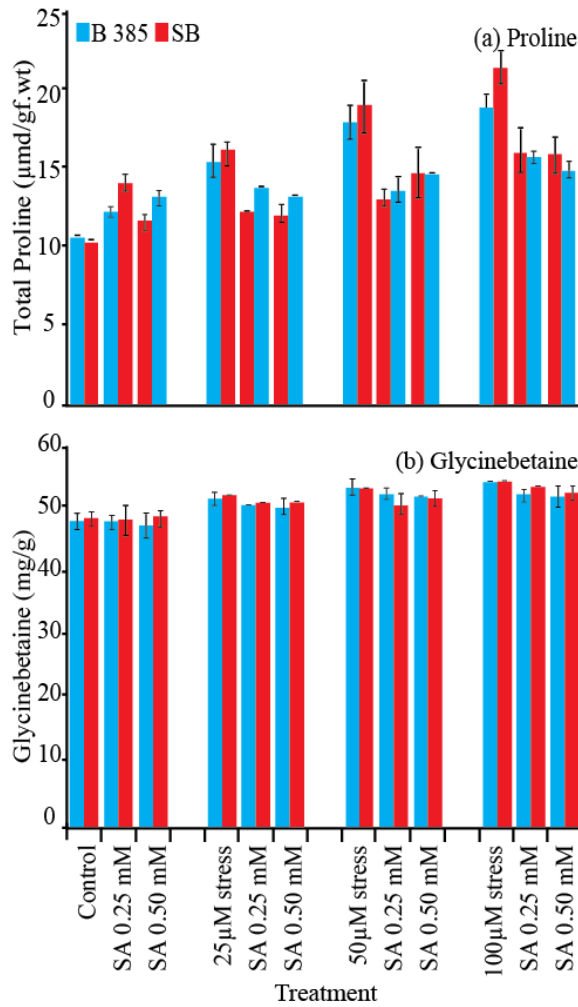 B 385 SB
(a) Proline
Total Proline (µmd/gf.wt)
25
20
15
10
5
0
(b) Glycinebetaine
Glycinebetaine (mg/g)
60
50
40
30
20
10
0
Control
SA 0.25 mM
SA 0.50 mM
25µM stress
SA 0.25 mM
SA 0.50 mM
50µM stress
SA 0.25 mM
SA 0.50 mM
100µM stress
SA 0.25 mM
SA 0.50 mM
Treatment